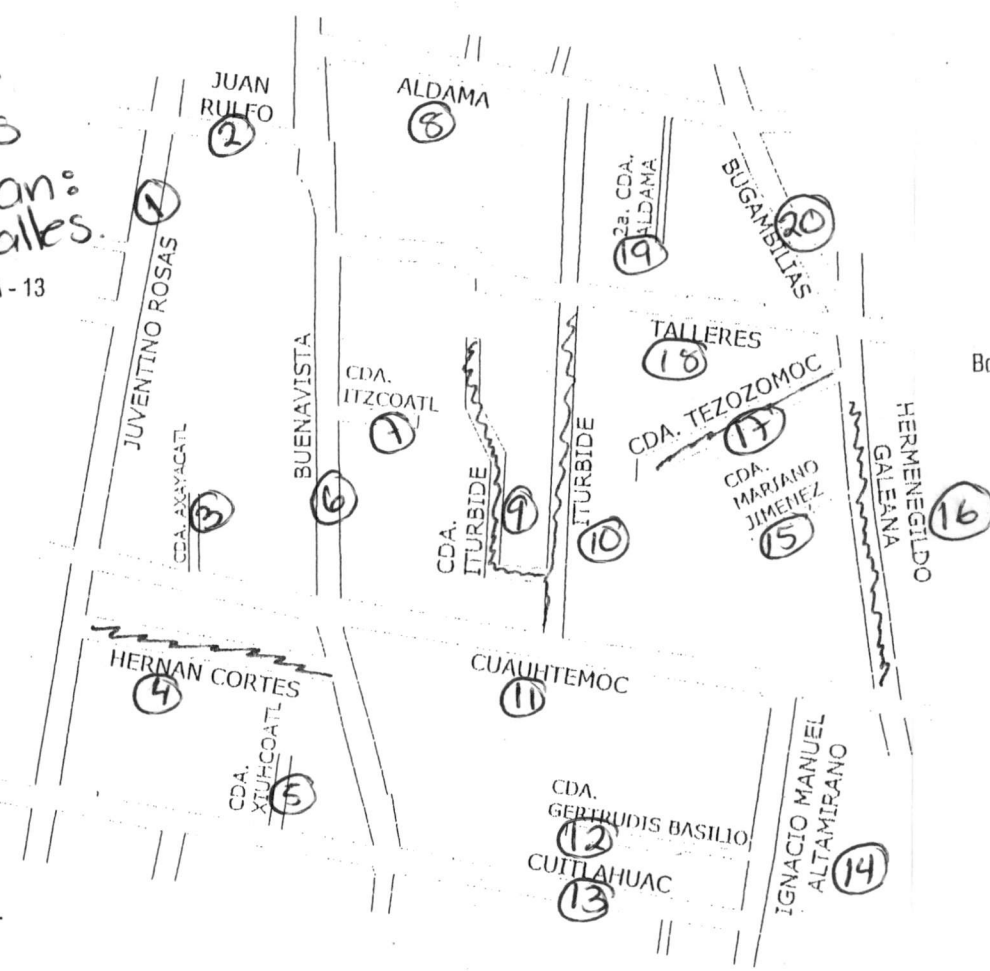 an:
alles.
- 13
JUAN
RULFO
2
ALDAMA
8
1
JUVENTINO ROSAS
BUENAVISTA
6
CDA.
ITZCOATL
7
CDA. AXAYACATL
3
CDA.
ITURBIDE
9
ITURBIDE
10
2a. CDA.
ALDAMA
19
BUGAMBILIAS
20
TALLERES
18
CDA. TEZOZOMOC
17
CDA.
MARIANO
JIMENEZ
15
HERMENEGILDO
GALEANA
16
HERNAN CORTES
4
CDA.
XIUHCOATL
5
CUAUHTEMOC
11
CDA.
GERTRUDIS BASILIO
12
CUITLAHUAC
13
IGNACIO MANUEL
ALTAMIRANO
14